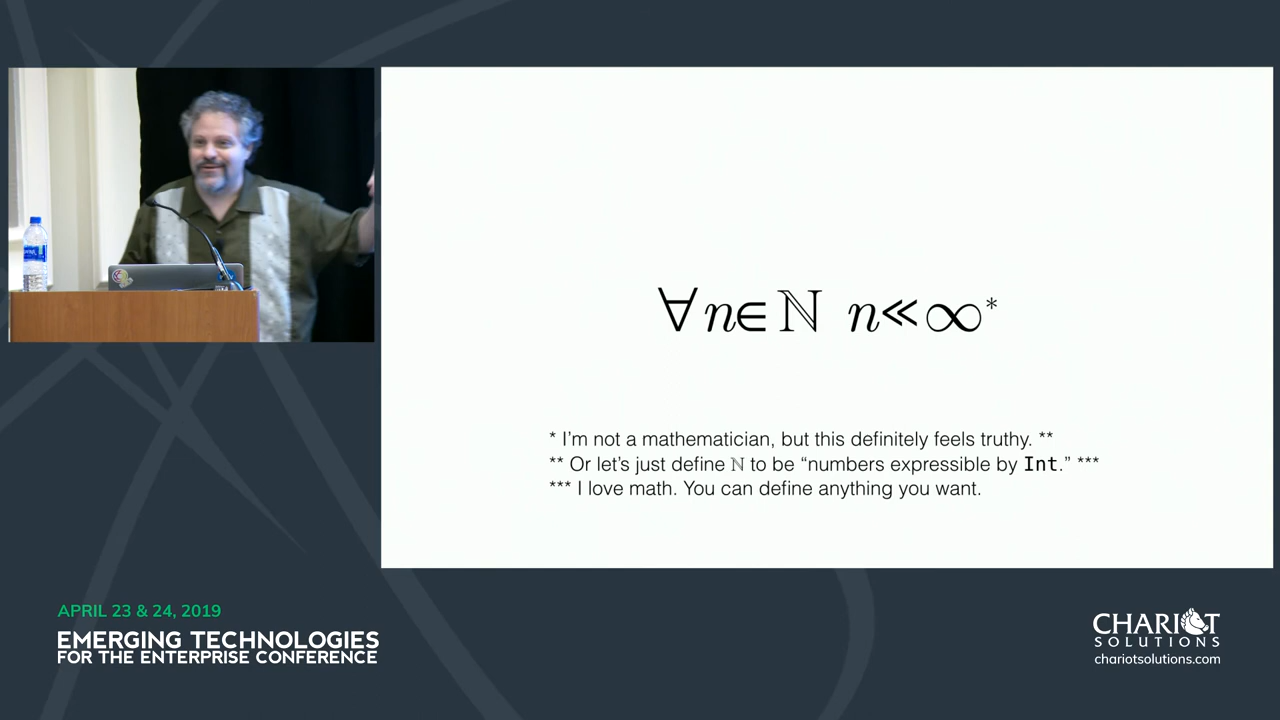 ∀n∈ℕ n≪∞*
* I'm not a mathematician, but this definitely feels truthy. **
** Or let's just define ℕ to be “numbers expressible by Int.” ***
*** I love math. You can define anything you want.
APRIL 23 & 24, 2019
EMERGING TECHNOLOGIES
FOR THE ENTERPRISE CONFERENCE
CHARIOT
SOLUTIONS
chariotsolutions.com